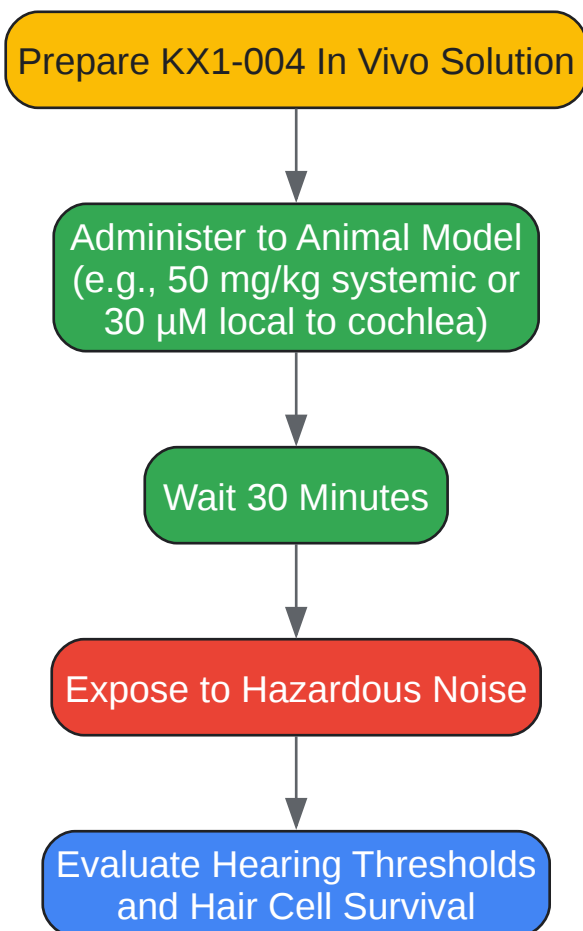 Prepare KX1-004 In Vivo Solution
Administer to Animal Model
(e.g., 50 mg/kg systemic or
30 µM local to cochlea)
Wait 30 Minutes
Expose to Hazardous Noise
Evaluate Hearing Thresholds
and Hair Cell Survival